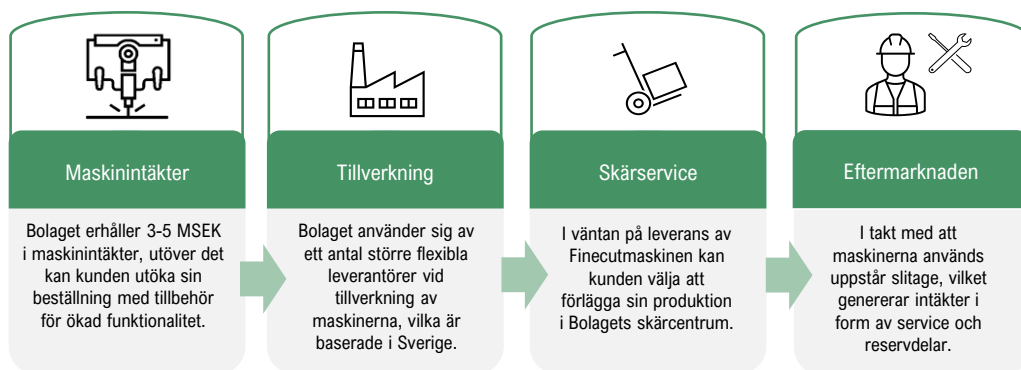 Maskinintäkter
Bolaget erhåller 3-5 MSEK
i maskinintäkter, utöver det
kan kunden utöka sin
beställning med tillbehör
för ökad funktionalitet.
Tillverkning
Bolaget använder sig av
ett antal större flexibla
leverantörer vid
tillverkning av
maskinerna, vilka är
baserade i Sverige.
Skärservice
I väntan på leverans av
Finecutmaskinen kan
kunden välja att
förlägga sin produktion
i Bolagets skärcentrum.
Eftermarknaden
I takt med att
maskinerna används
uppstår slitage, vilket
genererar intäkter i
form av service och
reservdelar.